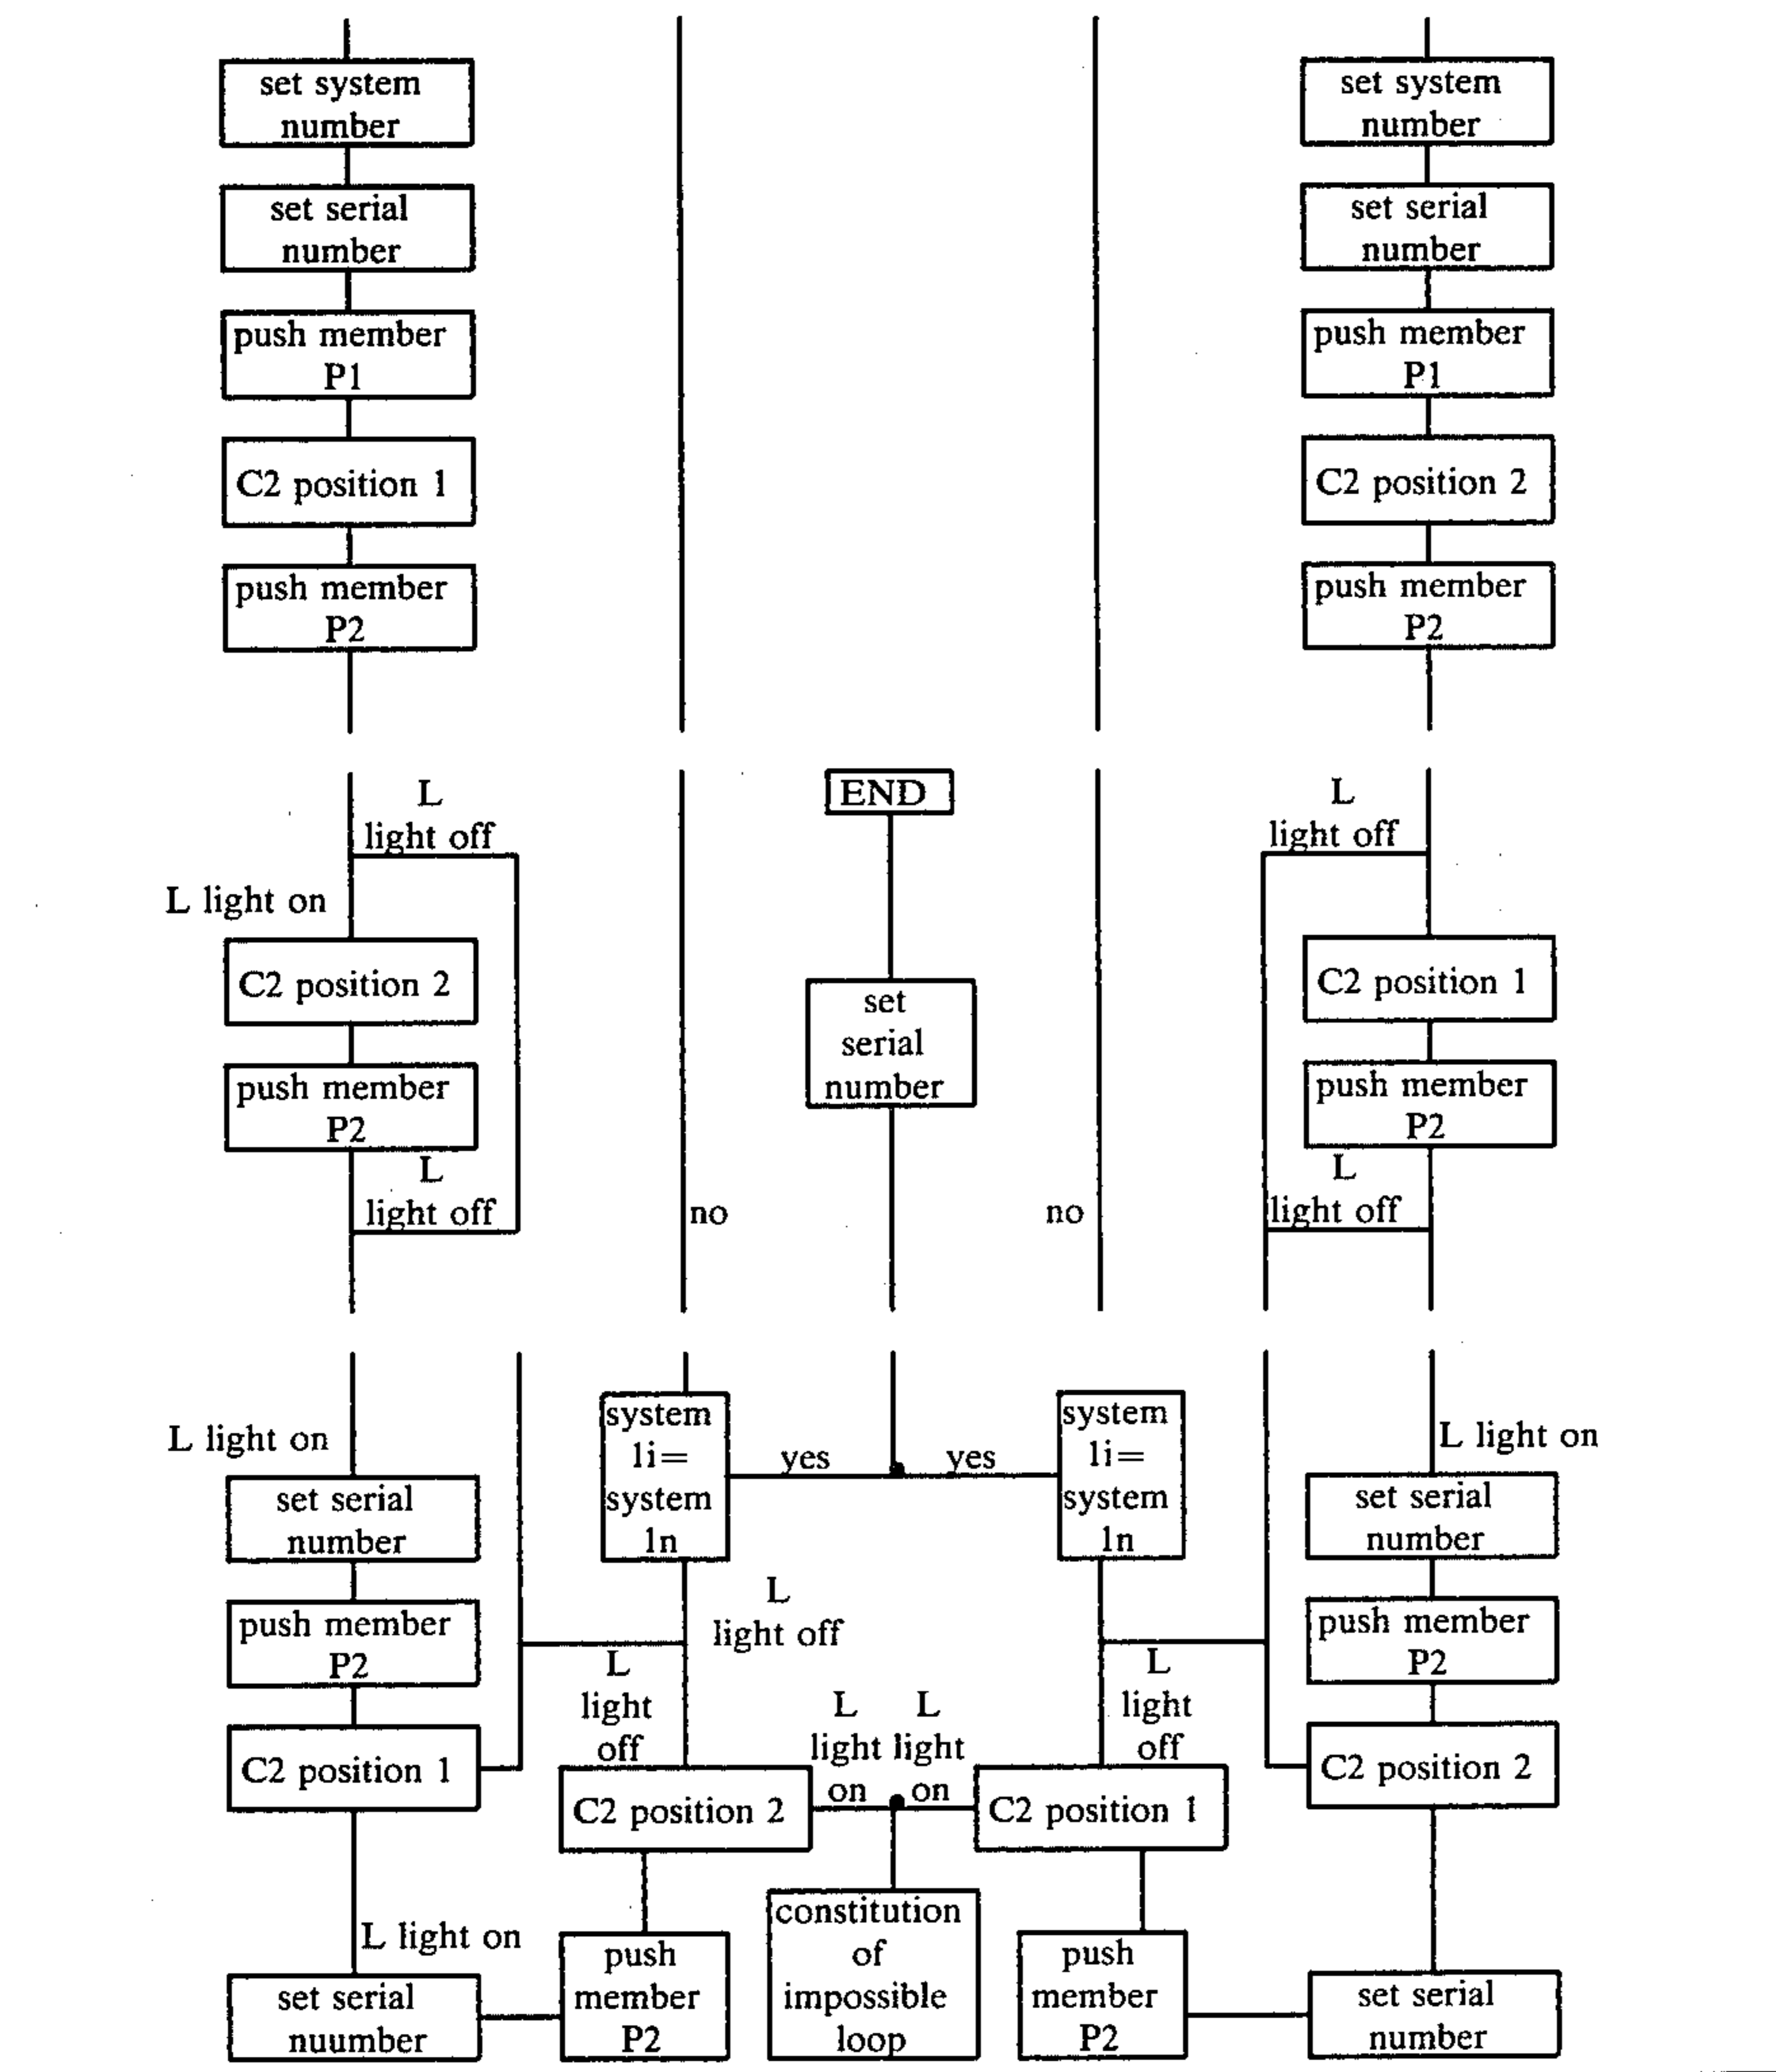 set system
number
set serial
number
push member
P1
C2 position 1
push member
P2
set system
number
set serial
number
push member
P1
C2 position 2
push member
P2
L
light off
L light on
C2 position 2
push member
P2
L
light off
no
END
set
serial
number
no
L
light off
C2 position 1
push member
P2
L
light off
L light on
set serial
number
push member
P2
C2 position 1
L light on
set serial
nuumber
system
li=
system
ln
yes
yes
system
li=
system
ln
L
light off
L
light
off
L
light
on
L
light
on
L
light
off
C2 position 2
C2 position 1
push
member
P2
constitution
of
impossible
loop
push
member
P2
L light on
set serial
number
push member
P2
C2 position 2
set serial
number